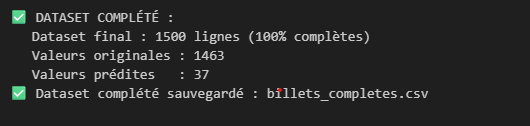 ✅ DATASET COMPLÉTÉ :
Dataset final : 1500 lignes (100% complètes)
Valeurs originales : 1463
Valeurs prédites : 37
✅ Dataset complété sauvegardé : billets_completes.csv